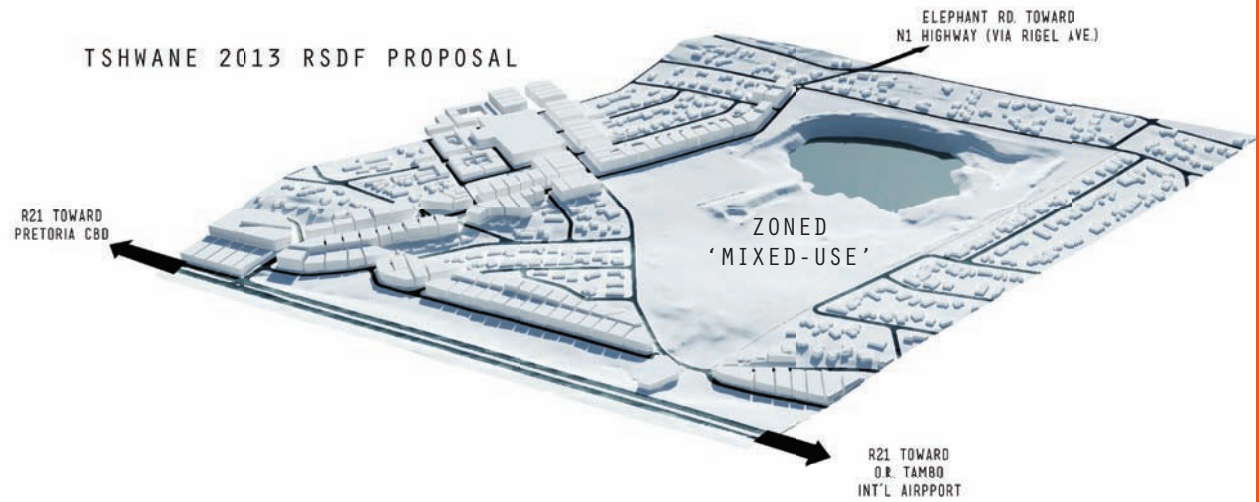 ELEPHANT RD. TOWARD
N1 HIGHWAY (VIA RIGEL AVE.)
TSHWANE 2013 RSDF PROPOSAL
R21 TOWARD
PRETORIA CBD
ZONED
‘MIXED-USE’
R21 TOWARD
O.R. TAMBO
INT'L AIRPPORT